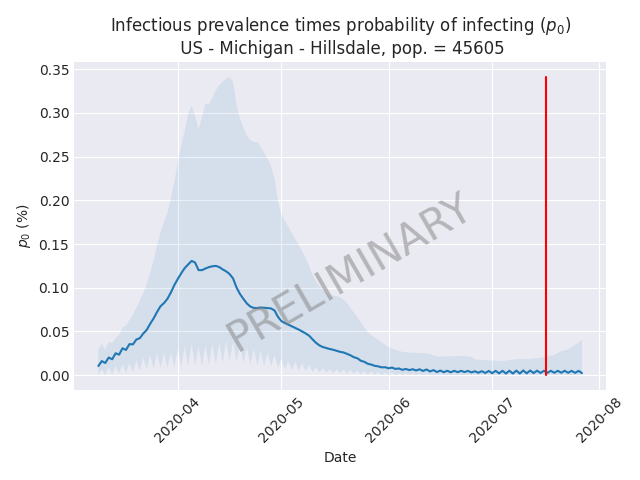 Infectious prevalence times probability of infecting (p₀)
US - Michigan - Hillsdale, pop. = 45605
0.35
0.30
0.25
0.20
0.15
0.10
0.05
0.00
p₀ (%)
PRELIMINARY
2020-04
2020-05
2020-06
2020-07
2020-08
Date